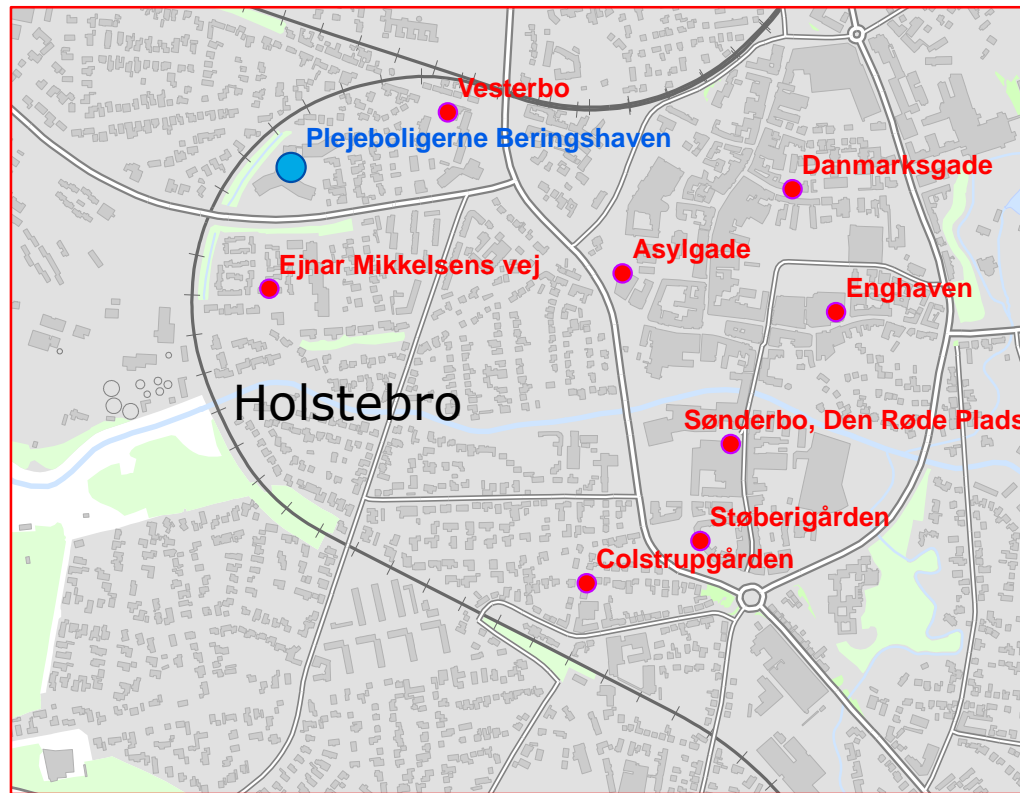 Vesterbo
Plejeboligerne Beringshaven
Danmarksgade
Asylgade
Ejnar Mikkelsens vej
Enghaven
Holstebro
Sønderbo, Den Røde Plads
Støberigården
Colstrupgården